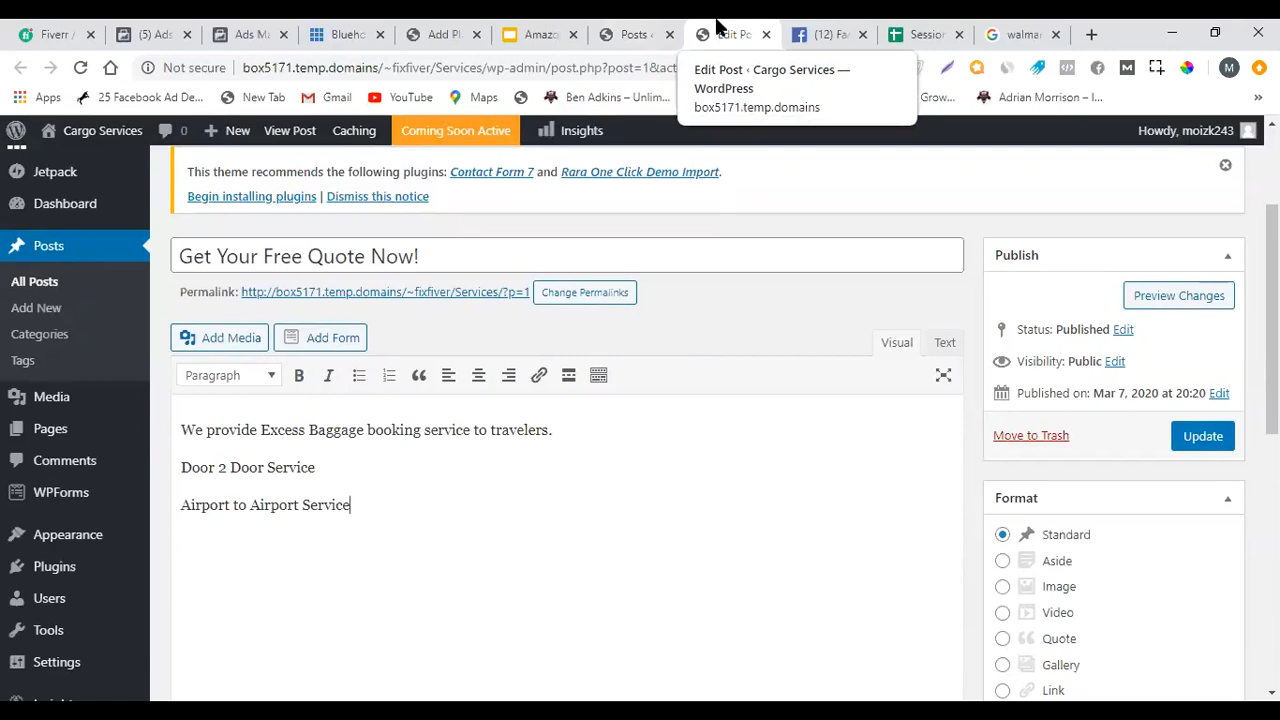 Fiverr /
(5) Ads
Ads Ma
Blueho
Add Pl
Amazo
Posts ‹
Edit Po
(12) Fa
Session
walmar
Not secure
box5171.temp.domains/~fixfiver/Services/wp-admin/post.php?post=1&act
M
Edit Post ‹ Cargo Services —
WordPress
box5171.temp.domains
Apps
25 Facebook Ad De...
New Tab
Gmail
YouTube
Maps
Ben Adkins – Unlim...
Grow...
Adrian Morrison – l...
»
Cargo Services
0
New
View Post
Caching
Coming Soon Active
Insights
Howdy, moizk243
Jetpack
Dashboard
Posts
All Posts
Add New
Categories
Tags
Media
Pages
Comments
WPForms
Appearance
Plugins
Users
Tools
Settings
This theme recommends the following plugins: Contact Form 7 and Rara One Click Demo Import.
Begin installing plugins | Dismiss this notice
Get Your Free Quote Now!
Permalink: http://box5171.temp.domains/~fixfiver/Services/?p=1
Change Permalinks
Add Media
Add Form
Visual
Text
Paragraph
B
I
We provide Excess Baggage booking service to travelers.
Door 2 Door Service
Airport to Airport Service
Publish
Preview Changes
Status: Published Edit
Visibility: Public Edit
Published on: Mar 7, 2020 at 20:20 Edit
Move to Trash
Update
Format
Standard
Aside
Image
Video
Quote
Gallery
Link